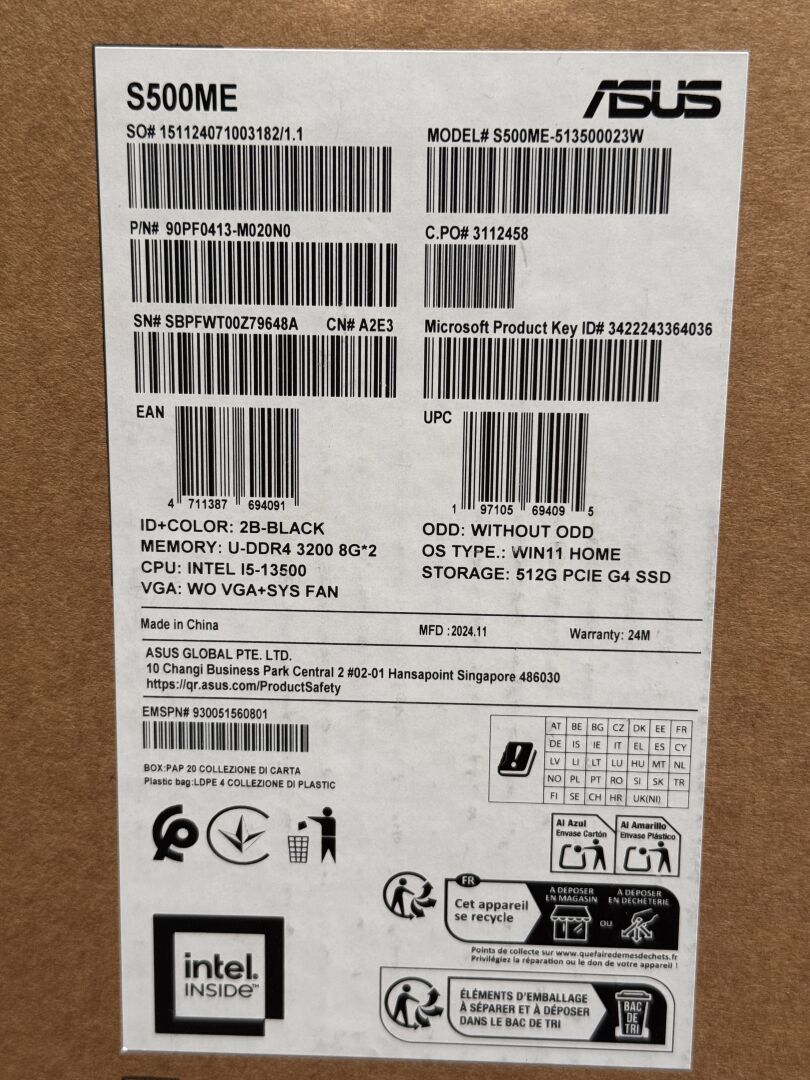 S500ME
ASUS
SO# 151124071003182/1.1
MODEL# S500ME-513500023W
P/N# 90PF0413-M020N0
C.PO# 3112458
SN# SBPFWT00Z79648A CN# A2E3
Microsoft Product Key ID# 3422243364036
EAN
4 711387 694091
UPC
1 97105 69409 5
ID+COLOR: 2B-BLACK
MEMORY: U-DDR4 3200 8G*2
CPU: INTEL I5-13500
VGA: WO VGA+SYS FAN
ODD: WITHOUT ODD
OS TYPE.: WIN11 HOME
STORAGE: 512G PCIE G4 SSD
Made in China
MFD :2024.11
Warranty: 24M
ASUS GLOBAL PTE. LTD.
10 Changi Business Park Central 2 #02-01 Hansapoint Singapore 486030
https://qr.asus.com/ProductSafety
EMSPN# 930051560801
BOX:PAP 20 COLLEZIONE DI CARTA
Plastic bag:LDPE 4 COLLEZIONE DI PLASTIC
AT BE BG CZ DK EE FR
DE IS IE IT EL ES CY
LV LI LT LU HU MT NL
NO PL PT RO SI SK TR
FI SE CH HR UK(NI)
Al Azul
Envase Cartón
Al Amarillo
Envase Plástico
FR
Cet appareil
se recycle
À DÉPOSER
EN MAGASIN
OU
À DÉPOSER
EN DÉCHÈTERIE
Points de collecte sur www.quefairedemesdechets.fr
Privilégiez la réparation ou le don de votre appareil !
intel.
INSIDE™
ÉLÉMENTS D'EMBALLAGE
À SÉPARER ET À DÉPOSER
DANS LE BAC DE TRI
BAC
DE
TRI